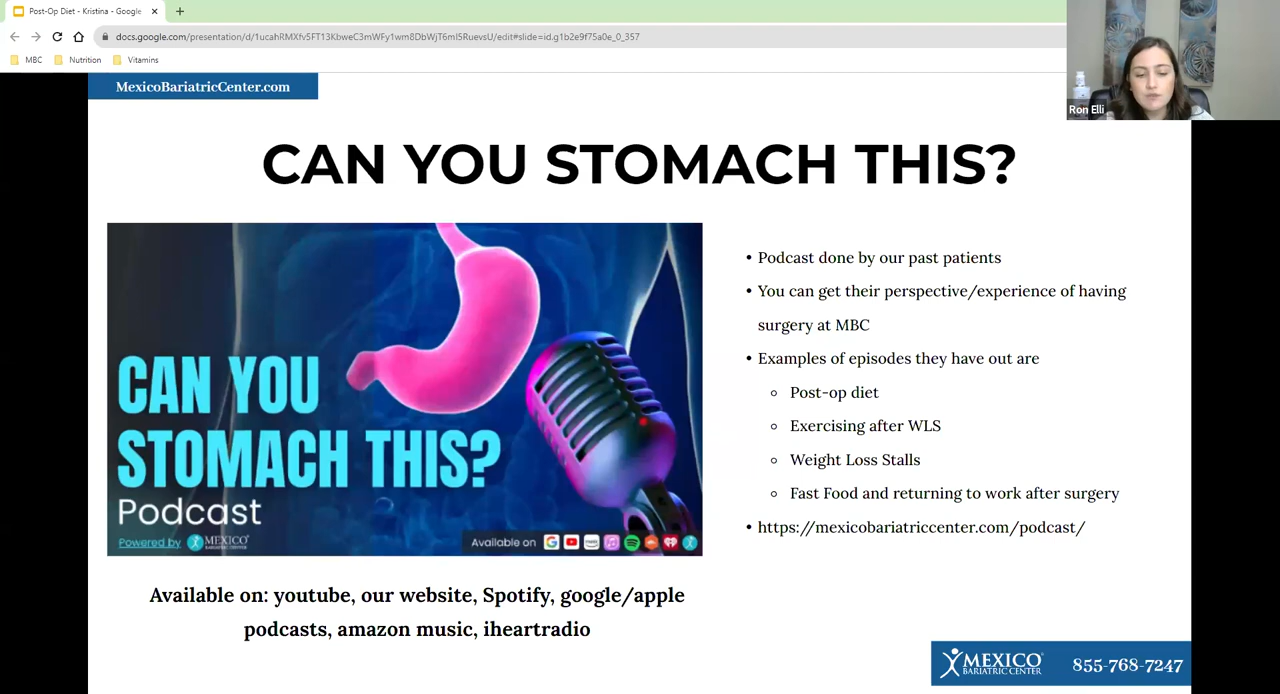 Post-Op Diet - Kristina - Google
docs.google.com/presentation/d/1ucahRMXfv5FT13KbweC3mWFy1wm8DbWjT6ml5RuevsU/edit#slide=id.g1b2e9f75a0e_0_357
MBC Nutrition Vitamins
Ron Elli
MexicoBariatricCenter.com
CAN YOU STOMACH THIS?
CAN YOU
STOMACH THIS?
Podcast
Powered by MEXICO
BARIATRIC CENTER
Available on
Available on: youtube, our website, Spotify, google/apple
podcasts, amazon music, iheartradio
• Podcast done by our past patients
• You can get their perspective/experience of having
surgery at MBC
• Examples of episodes they have out are
○ Post-op diet
○ Exercising after WLS
○ Weight Loss Stalls
○ Fast Food and returning to work after surgery
• https://mexicobariatriccenter.com/podcast/
MEXICO
BARIATRIC CENTER
855-768-7247